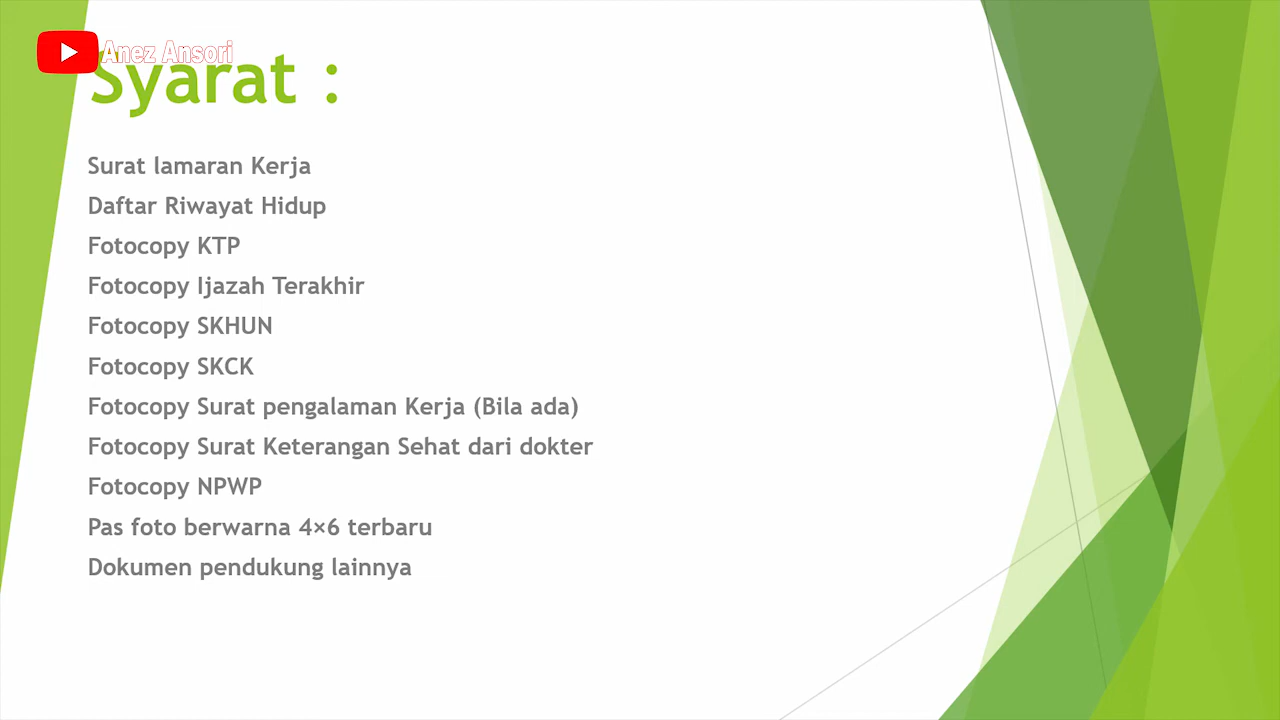 Anez Ansori
Syarat :
Surat lamaran Kerja
Daftar Riwayat Hidup
Fotocopy KTP
Fotocopy Ijazah Terakhir
Fotocopy SKHUN
Fotocopy SKCK
Fotocopy Surat pengalaman Kerja (Bila ada)
Fotocopy Surat Keterangan Sehat dari dokter
Fotocopy NPWP
Pas foto berwarna 4×6 terbaru
Dokumen pendukung lainnya